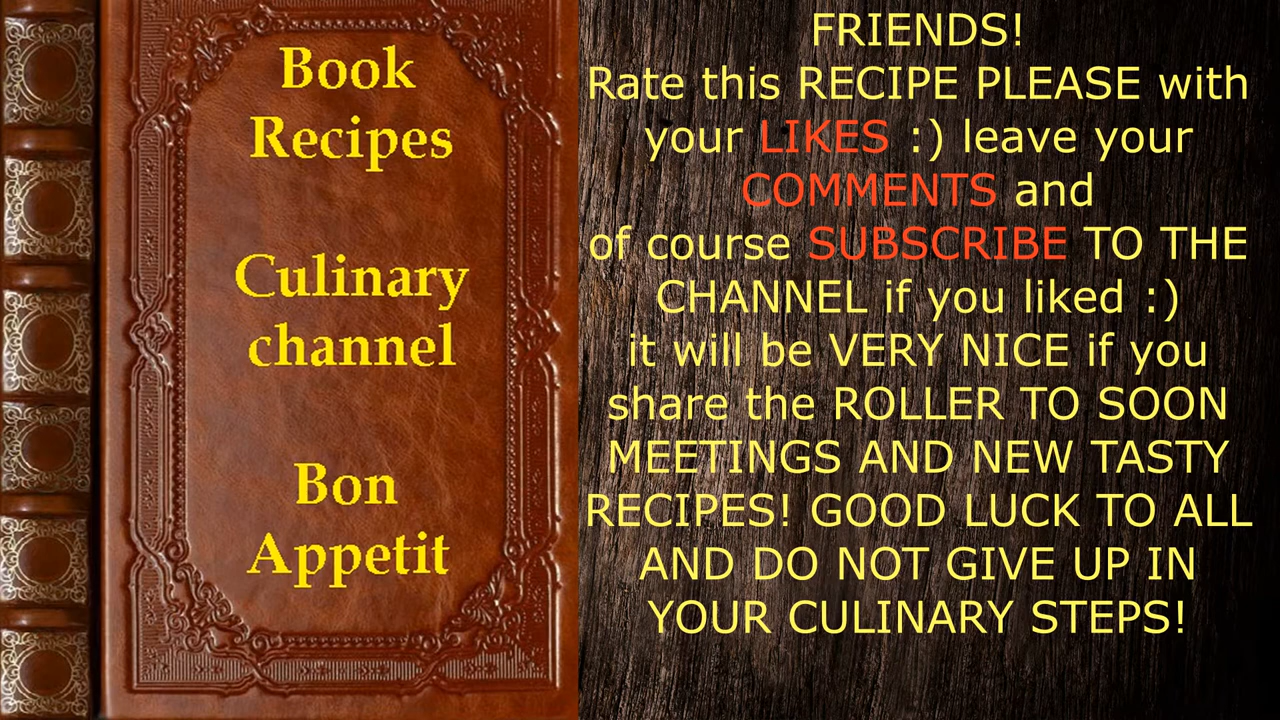 Book
Recipes
Culinary
channel
Bon
Appetit
FRIENDS!
Rate this RECIPE PLEASE with
your LIKES :) leave your
COMMENTS and
of course SUBSCRIBE TO THE
CHANNEL if you liked :)
it will be VERY NICE if you
share the ROLLER TO SOON
MEETINGS AND NEW TASTY
RECIPES! GOOD LUCK TO ALL
AND DO NOT GIVE UP IN
YOUR CULINARY STEPS!